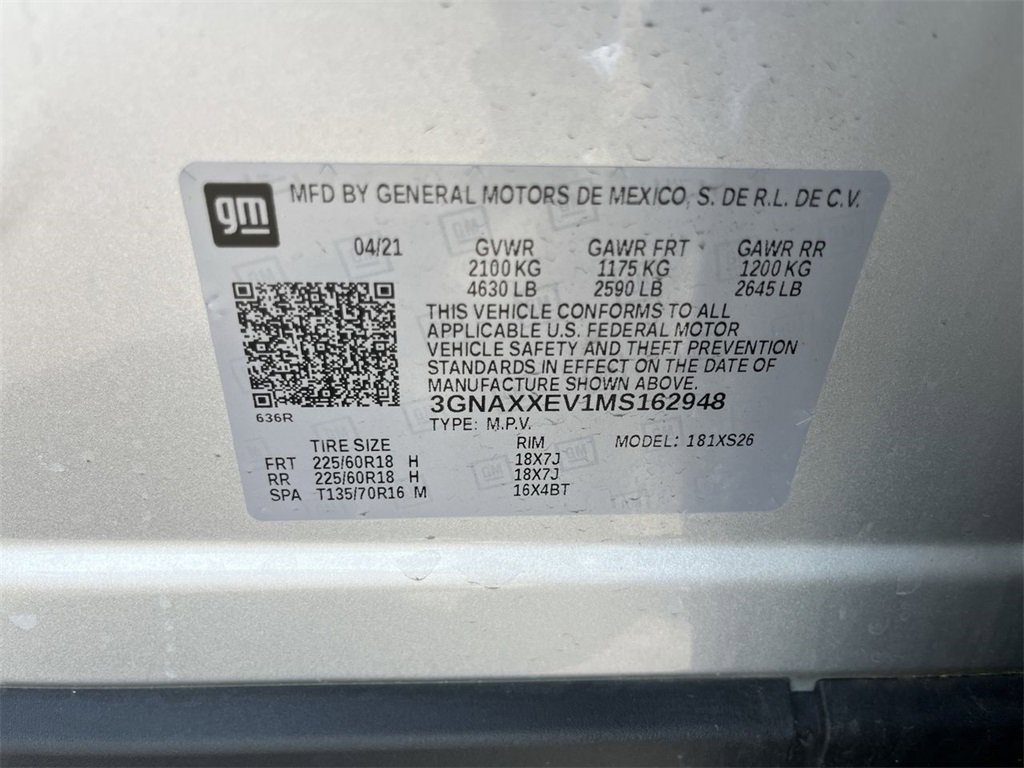 gm
MFD BY GENERAL MOTORS DE MEXICO, S. DE R.L. DE C.V.
04/21 GVWR GAWR FRT GAWR RR
2100 KG 1175 KG 1200 KG
4630 LB 2590 LB 2645 LB
THIS VEHICLE CONFORMS TO ALL
APPLICABLE U.S. FEDERAL MOTOR
VEHICLE SAFETY AND THEFT PREVENTION
STANDARDS IN EFFECT ON THE DATE OF
MANUFACTURE SHOWN ABOVE.
3GNAXXEV1MS162948
636R
TYPE: M.P.V.
TIRE SIZE RIM MODEL: 181XS26
FRT 225/60R18 H 18X7J
RR 225/60R18 H 18X7J
SPA T135/70R16 M 16X4BT